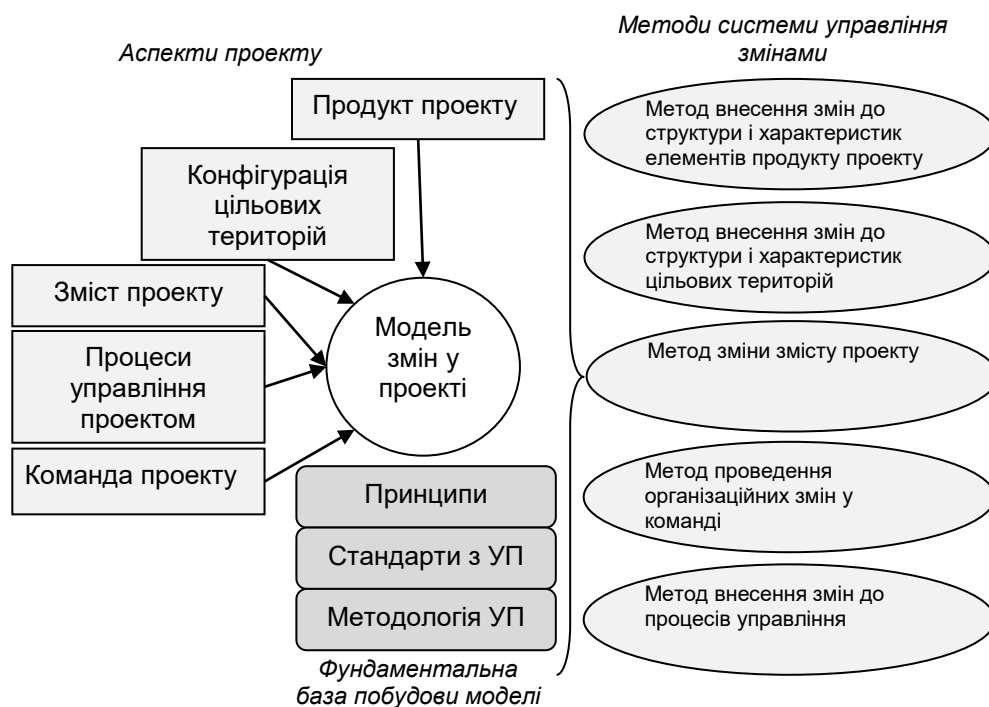 Аспекти проекту
Методи системи управління
змінами
Продукт проекту
Конфігурація
цільових
територій
Зміст проекту
Процеси
управління
проектом
Команда проекту
Модель
змін у
проекті
Принципи
Стандарти з УП
Методологія УП
Фундаментальна
база побудови моделі
Метод внесення змін до
структури і характеристик
елементів продукту проекту
Метод внесення змін до
структури і характеристик
цільових територій
Метод зміни змісту проекту
Метод проведення
організаційних змін у
команді
Метод внесення змін до
процесів управління